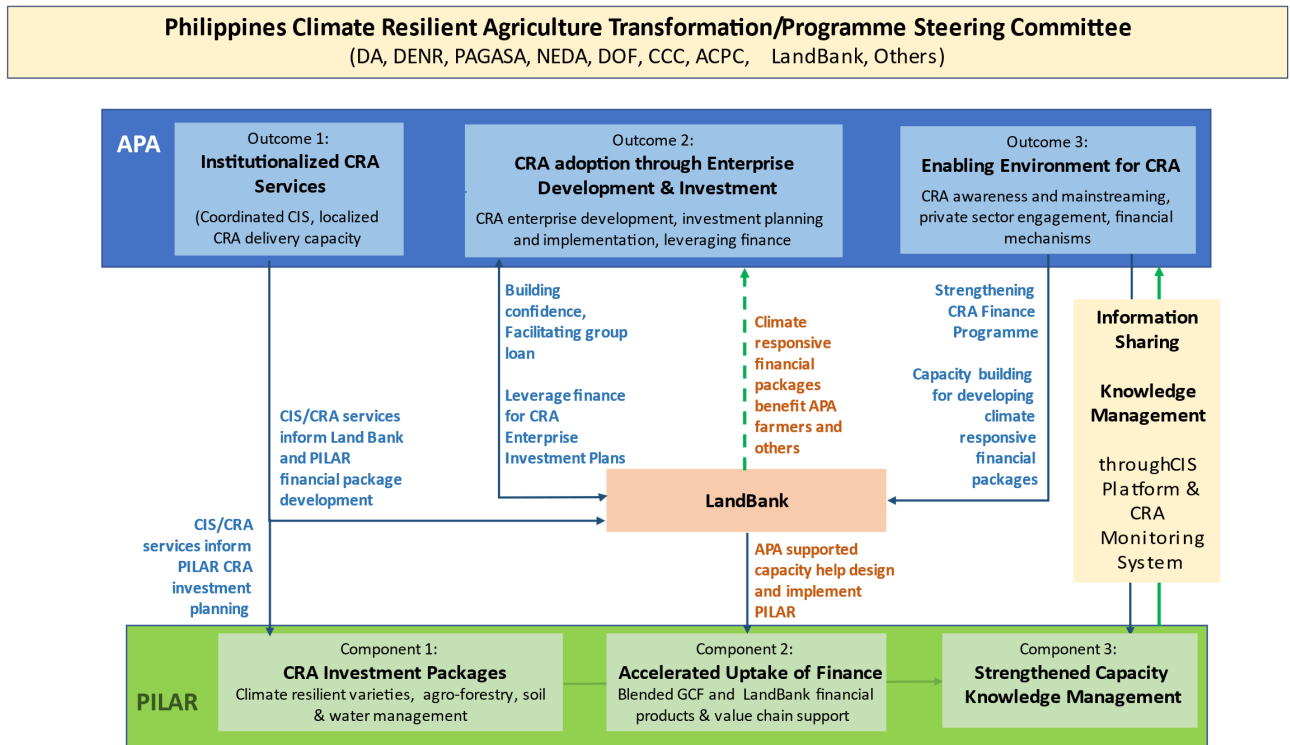 Philippines Climate Resilient Agriculture Transformation/Programme Steering Committee
(DA, DENR, PAGASA, NEDA, DOF, CCC, ACPC, LandBank, Others)
APA
Outcome 1:
Institutionalized CRA
Services
(Coordinated CIS, localized
CRA delivery capacity
Outcome 2:
CRA adoption through Enterprise
Development & Investment
CRA enterprise development, investment planning
and implementation, leveraging finance
Outcome 3:
Enabling Environment for CRA
CRA awareness and mainstreaming,
private sector engagement, financial
mechanisms
CIS/CRA services
inform Land Bank
and PILAR
financial package
development
CIS/CRA
services inform
PILAR CRA
investment
planning
Building
confidence,
Facilitating group
loan
Leverage finance
for CRA
Enterprise
Investment Plans
Climate
responsive
financial
packages
benefit APA
farmers and
others
Strengthening
CRA Finance
Programme
Capacity building
for developing
climate
responsive
financial
packages
Information
Sharing
Knowledge
Management
throughCIS
Platform &
CRA
Monitoring
System
LandBank
APA supported
capacity help design
and implement
PILAR
PILAR
Component 1:
CRA Investment Packages
Climate resilient varieties, agro-forestry, soil
& water management
Component 2:
Accelerated Uptake of Finance
Blended GCF and LandBank financial
products & value chain support
Component 3:
Strengthened Capacity
Knowledge Management